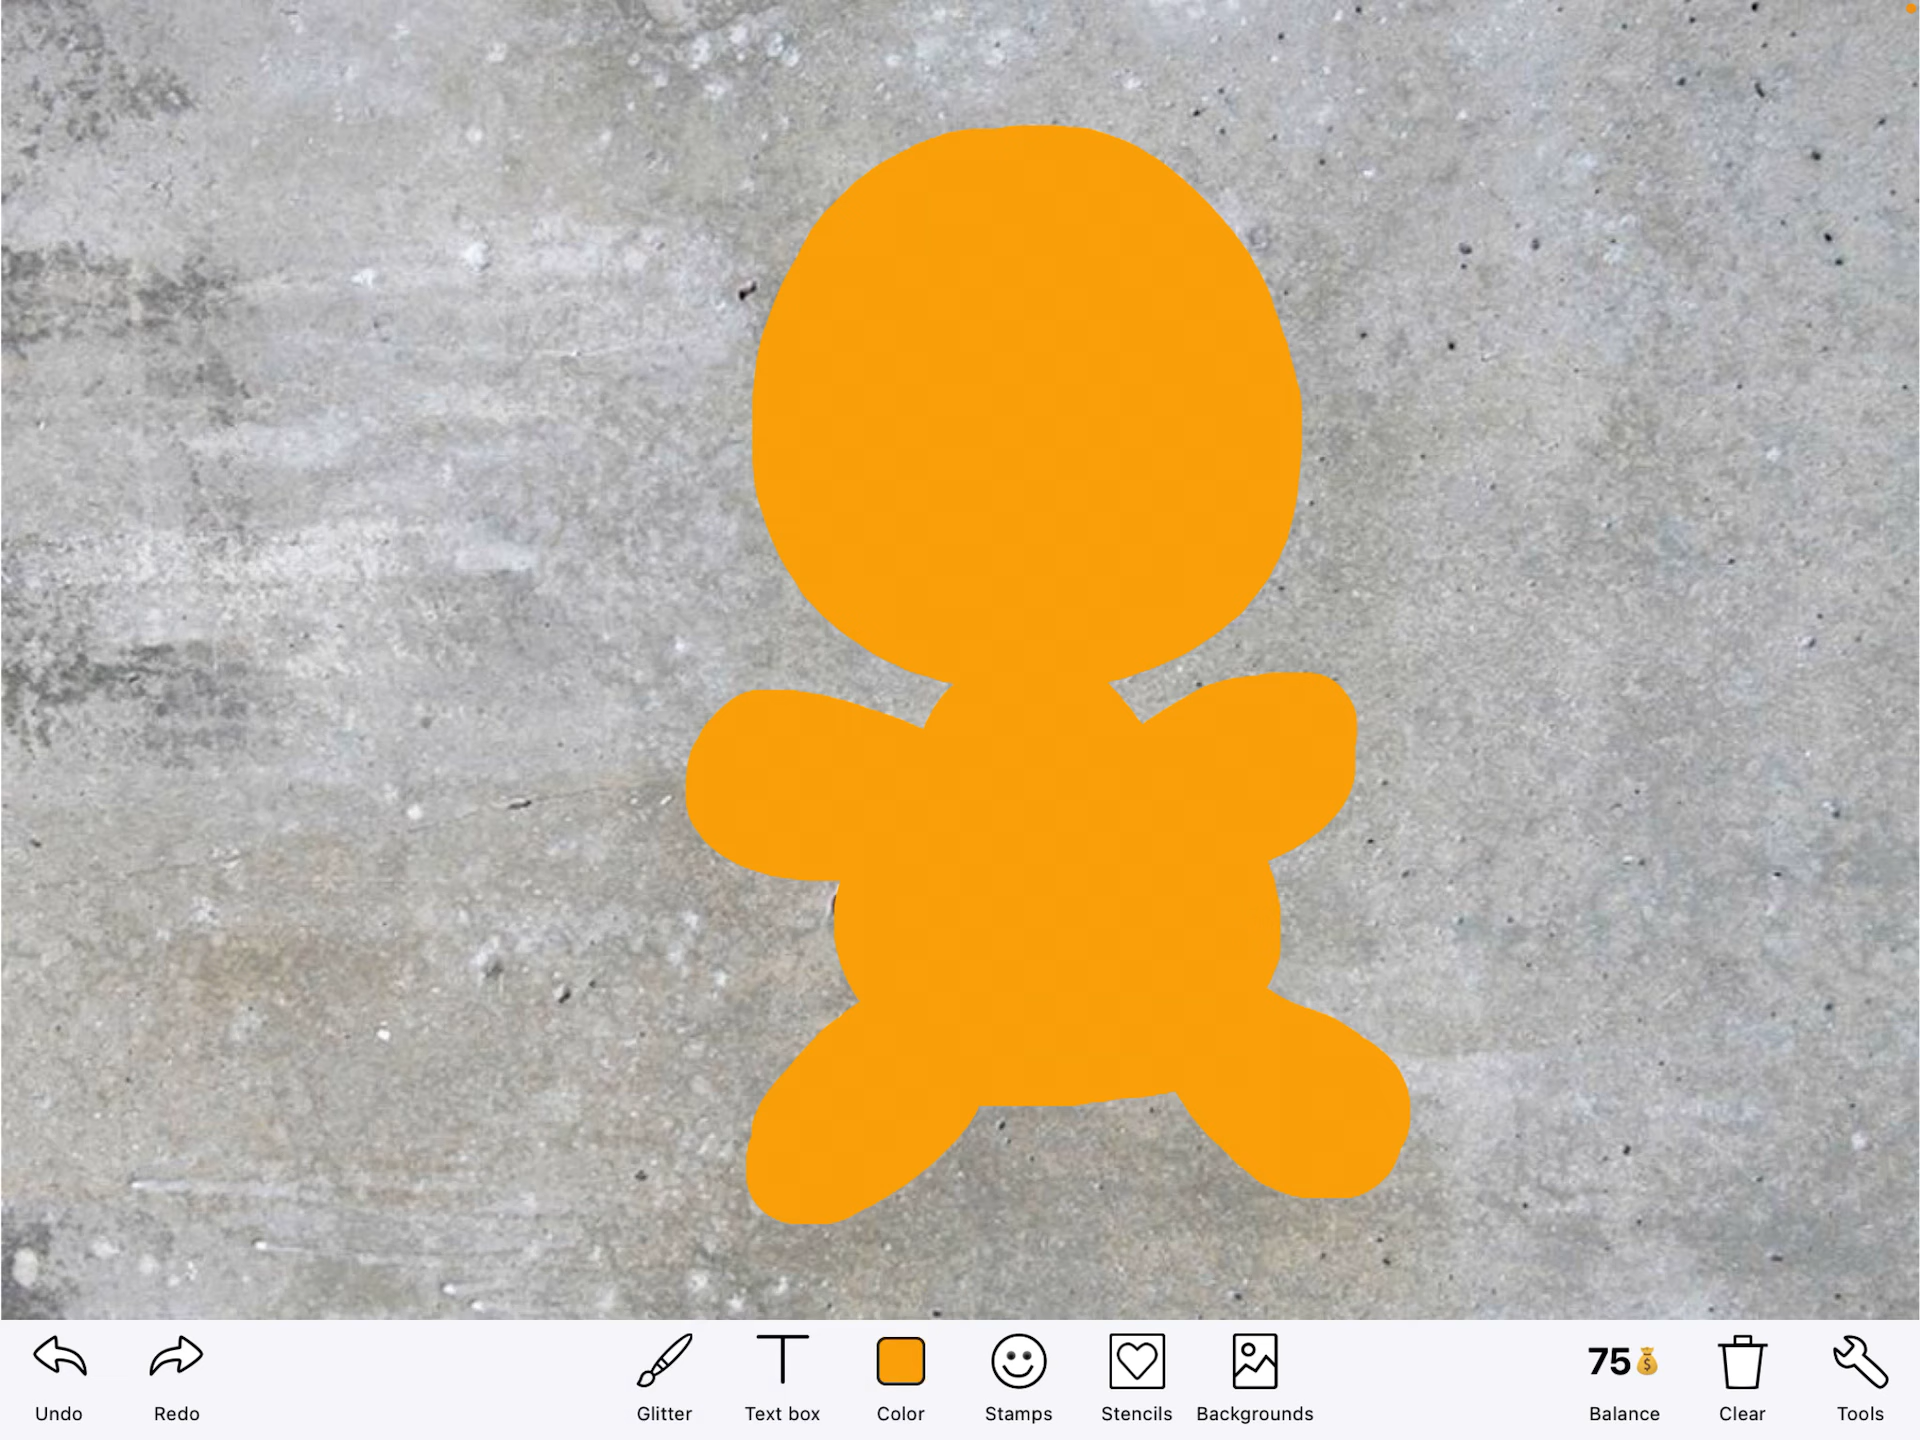 75💰
Undo
Redo
Glitter
Text box
Color
Stamps
Stencils
Backgrounds
Balance
Clear
Tools